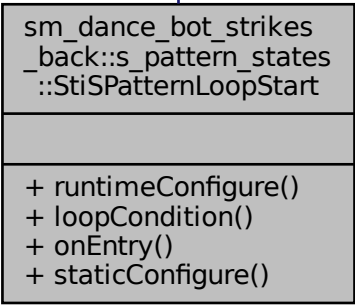 sm_dance_bot_strikes
_back::s_pattern_states
::StiSPatternLoopStart
+ runtimeConfigure()
+ loopCondition()
+ onEntry()
+ staticConfigure()